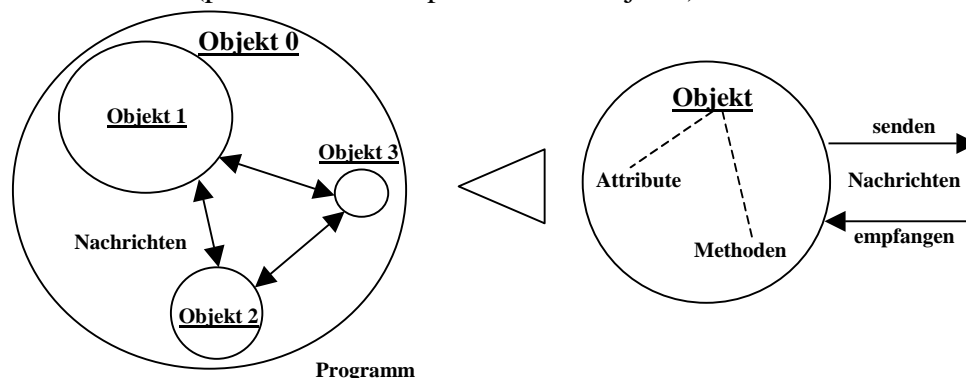 Objekt 0
Objekt 1
Objekt 3
Nachrichten
Objekt 2
Programm
Objekt
Attribute
Methoden
senden
Nachrichten
empfangen